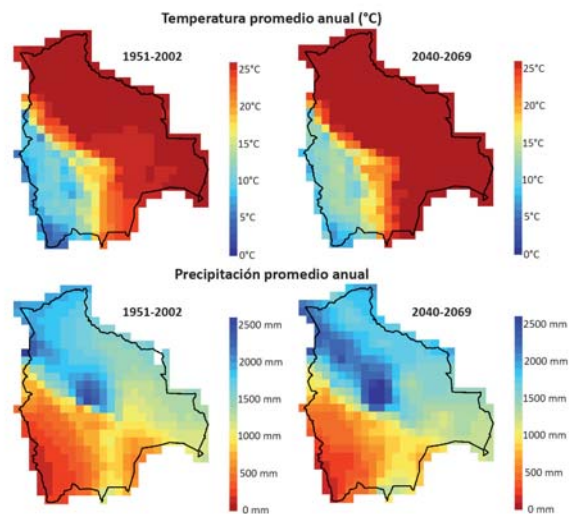 Temperatura promedio anual (°C)
1951-2002
2040-2069
25°C
20°C
15°C
10°C
5°C
0°C
25°C
20°C
15°C
10°C
5°C
0°C
Precipitación promedio anual
1951-2002
2040-2069
2500 mm
2000 mm
1000 mm
1000 mm
500 mm
0 mm
2500 mm
2000 mm
1500 mm
1000 mm
500 mm
0 mm